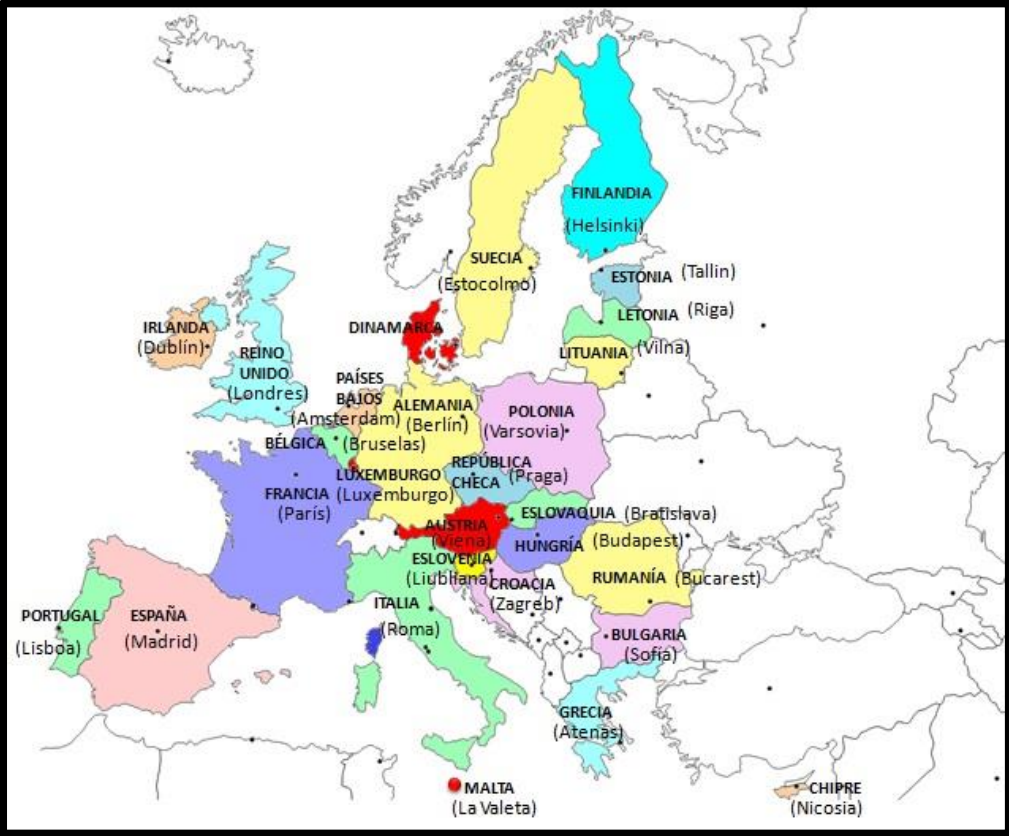 FINLANDIA
(Helsinki)
SUECIA
(Estocolmo)
ESTONIA (Tallin)
LETONIA (Riga)
LITUANIA (Vilna)
DINAMARCA
IRLANDA
(Dublín)
REINO
UNIDO
(Londres)
PAÍSES
BAJOS
(Amsterdam)
ALEMANIA
(Berlín)
POLONIA
(Varsovia)
BÉLGICA (Bruselas)
LUXEMBURGO
(Luxemburgo)
REPÚBLICA
CHECA
(Praga)
FRANCIA
(París)
ESLOVAQUIA (Bratislava)
AUSTRIA
(Viena)
HUNGRÍA (Budapest)
ESLOVENIA
(Liubliana)
CROACIA
(Zagreb)
RUMANÍA (Bucarest)
ITALIA
(Roma)
PORTUGAL
(Lisboa)
ESPAÑA
(Madrid)
BULGARIA
(Sofía)
GRECIA
(Atenas)
MALTA
(La Valeta)
CHIPRE
(Nicosia)